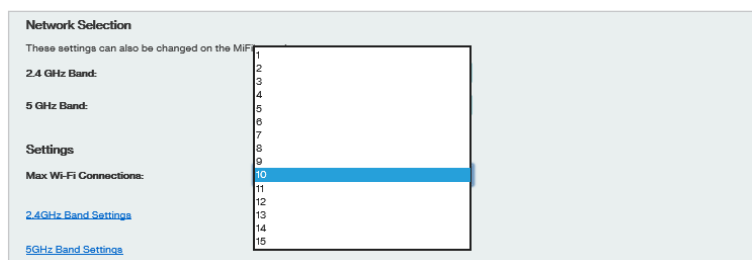 Network Selection
These settings can also be changed on the MiFi
2.4 GHz Band:
5 GHz Band:
Settings
Max Wi-Fi Connections:
2.4GHz Band Settings
5GHz Band Settings
1
2
3
4
5
6
7
8
9
10
11
12
13
14
15